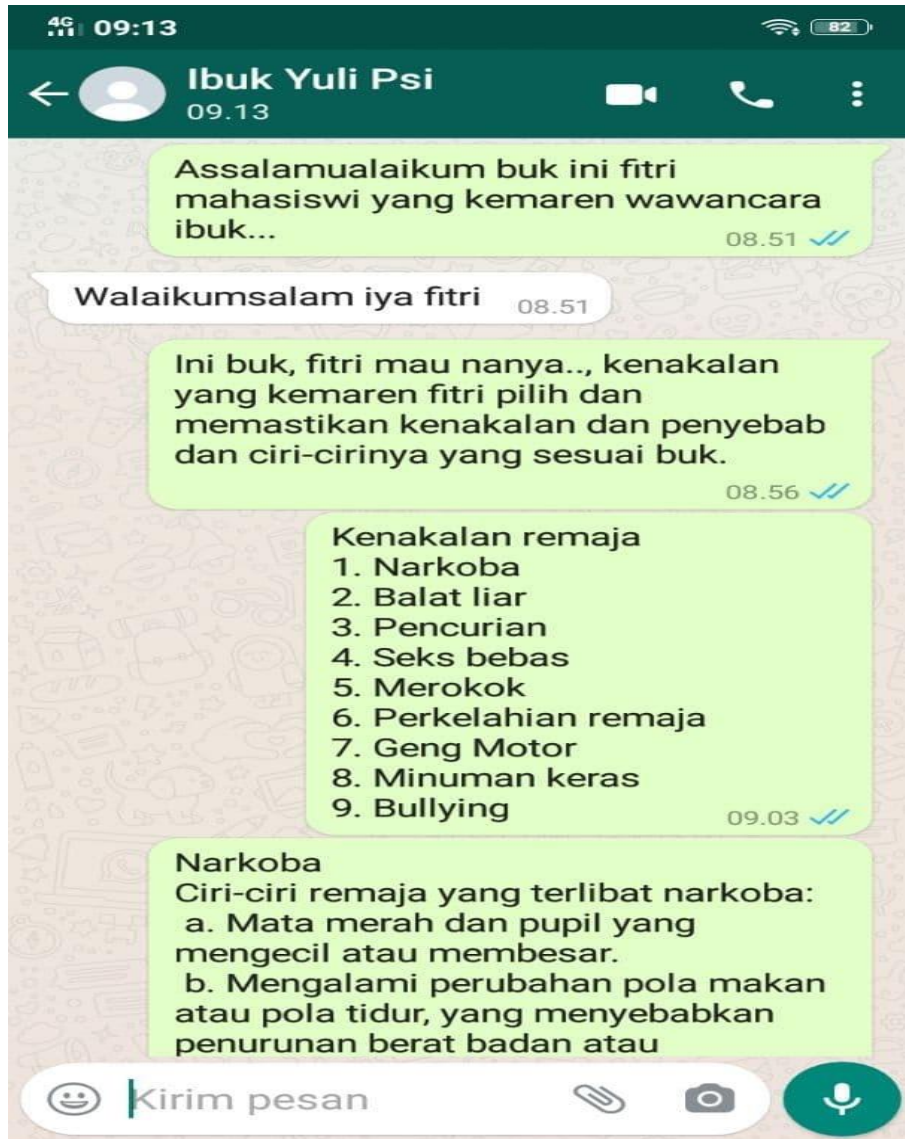 4G 09:13
82
Ibuk Yuli Psi
09.13
Assalamualaikum buk ini fitri
mahasiswi yang kemaren wawancara
ibuk...
08.51
Walaikumsalam iya fitri
08.51
Ini buk, fitri mau nanya.., kenakalan
yang kemaren fitri pilih dan
memastikan kenakalan dan penyebab
dan ciri-cirinya yang sesuai buk.
08.56
Kenakalan remaja
1. Narkoba
2. Balat liar
3. Pencurian
4. Seks bebas
5. Merokok
6. Perkelahian remaja
7. Geng Motor
8. Minuman keras
9. Bullying
09.03
Narkoba
Ciri-ciri remaja yang terlibat narkoba:
a. Mata merah dan pupil yang
mengecil atau membesar.
b. Mengalami perubahan pola makan
atau pola tidur, yang menyebabkan
penurunan berat badan atau
Kirim pesan